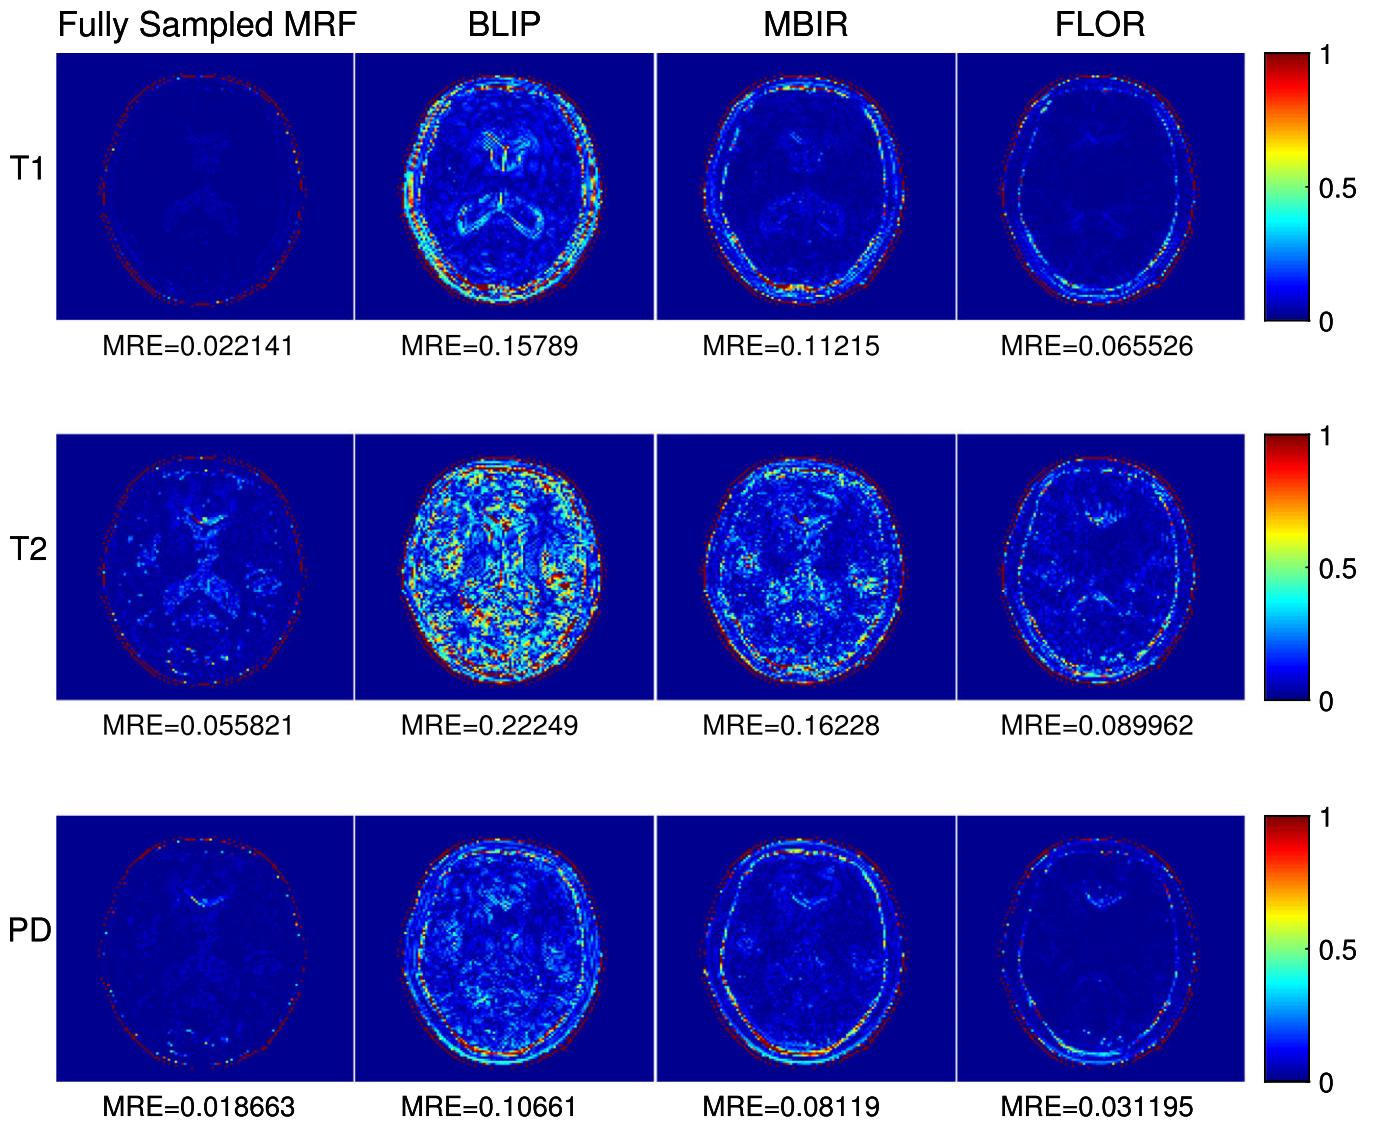 Fully Sampled MRF BLIP MBIR FLOR
1
T1 0.5
0
MRE=0.022141 MRE=0.15789 MRE=0.11215 MRE=0.065526
1
T2 0.5
0
MRE=0.055821 MRE=0.22249 MRE=0.16228 MRE=0.089962
1
PD 0.5
0
MRE=0.018663 MRE=0.10661 MRE=0.08119 MRE=0.031195